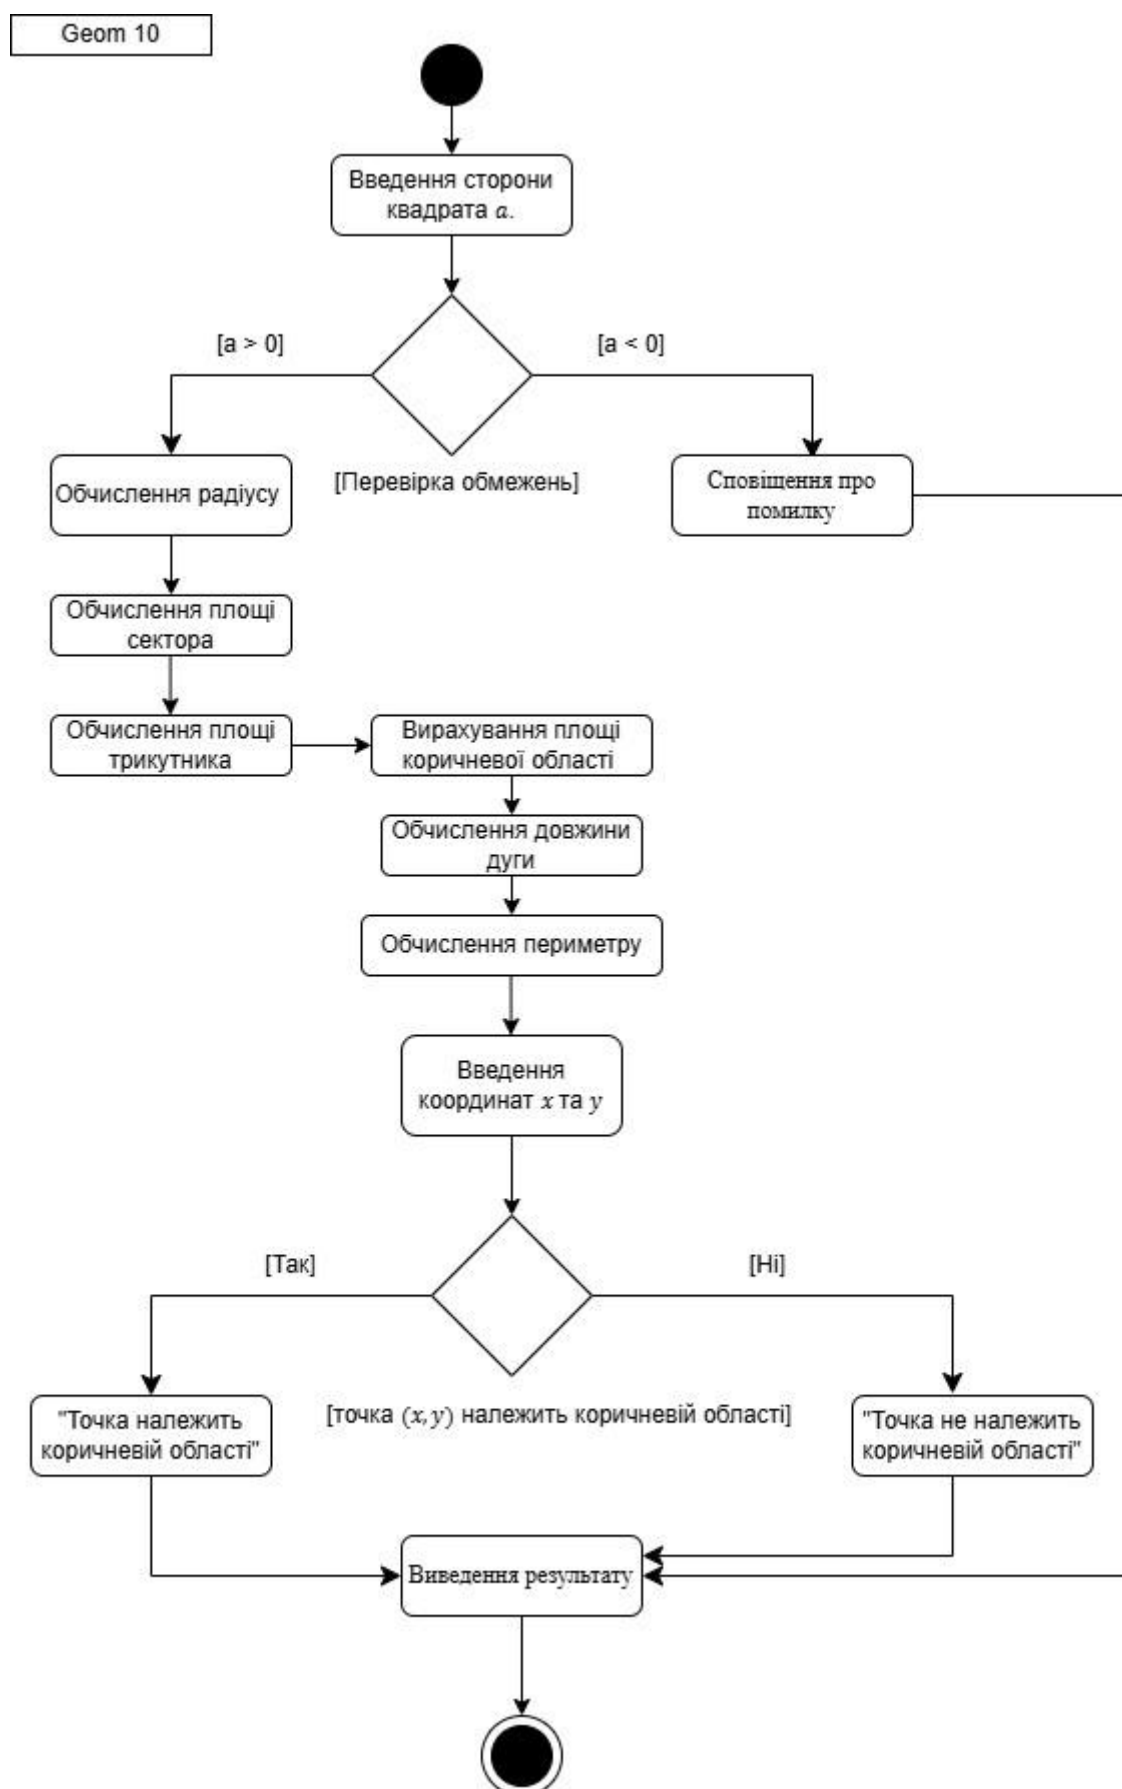 Geom 10
Введення сторони
квадрата a.
[a > 0]
[a < 0]
Обчислення радіусу
[Перевірка обмежень]
Сповіщення про
помилку
Обчислення площі
сектора
Обчислення площі
трикутника
Вирахування площі
коричневої області
Обчислення довжини
дуги
Обчислення периметру
Введення
координат x та y
[Так]
[Ні]
"Точка належить
коричневій області"
[точка (x, y) належить коричневій області]
"Точка не належить
коричневій області"
Виведення результату